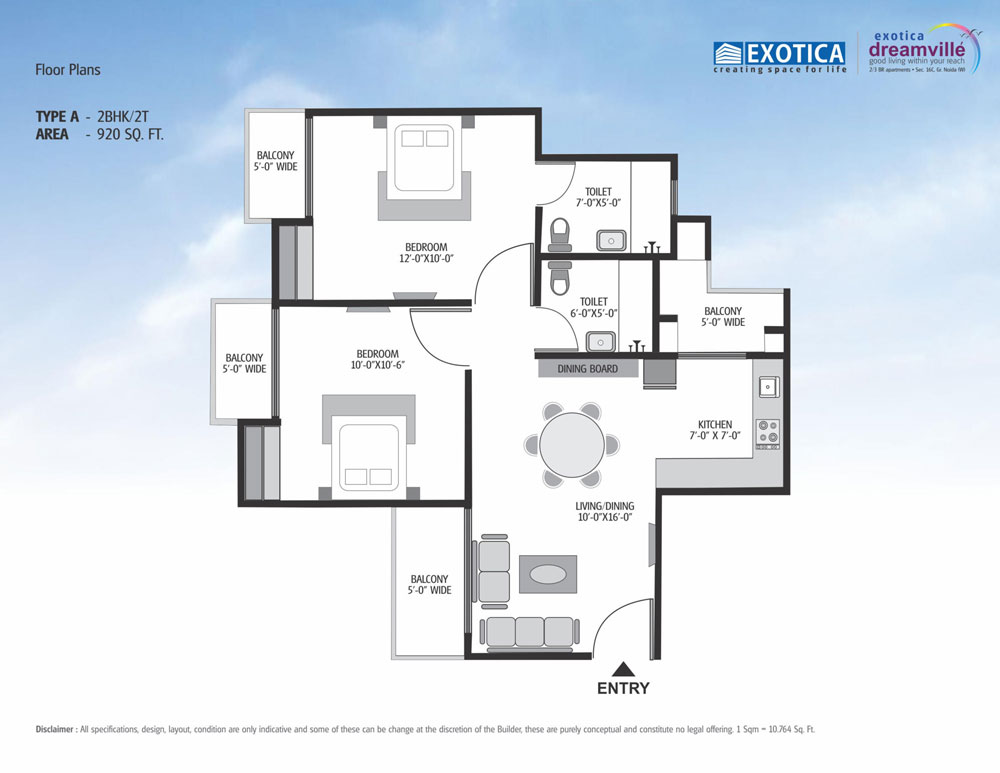 EXOTICA
creating space for life
exotica
dreamvillé
good living within your reach
2/3 BR apartments • Sec. 16C, Gr. Noida (W)
Floor Plans
TYPE A - 2BHK/2T
AREA - 920 SQ. FT.
BALCONY
5'-0" WIDE
TOILET
7'-0"X5'-0"
BEDROOM
12'-0"X10'-0"
TOILET
6'-0"X5'-0"
BALCONY
5'-0" WIDE
BALCONY
5'-0" WIDE
BEDROOM
10'-0"X10'-6"
DINING BOARD
KITCHEN
7'-0" X 7'-0"
LIVING/DINING
10'-0"X16'-0"
BALCONY
5'-0" WIDE
ENTRY
Disclaimer : All specifications, design, layout, condition are only indicative and some of these can be change at the discretion of the Builder, these are purely conceptual and constitute no legal offering. 1 Sqm = 10.764 Sq. Ft.